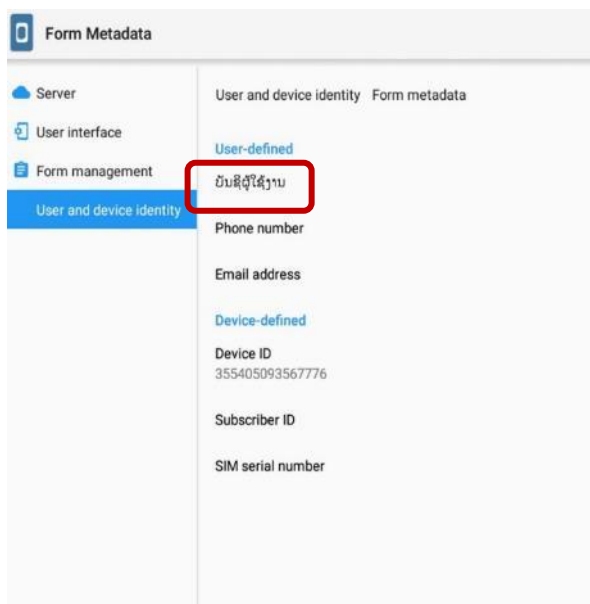 Form Metadata
Server
User interface
Form management
User and device identity
User and device identity Form metadata
User-defined
ບັນຊີຜູ້ໃຊ້ງານ
Phone number
Email address
Device-defined
Device ID
355405093567776
Subscriber ID
SIM serial number